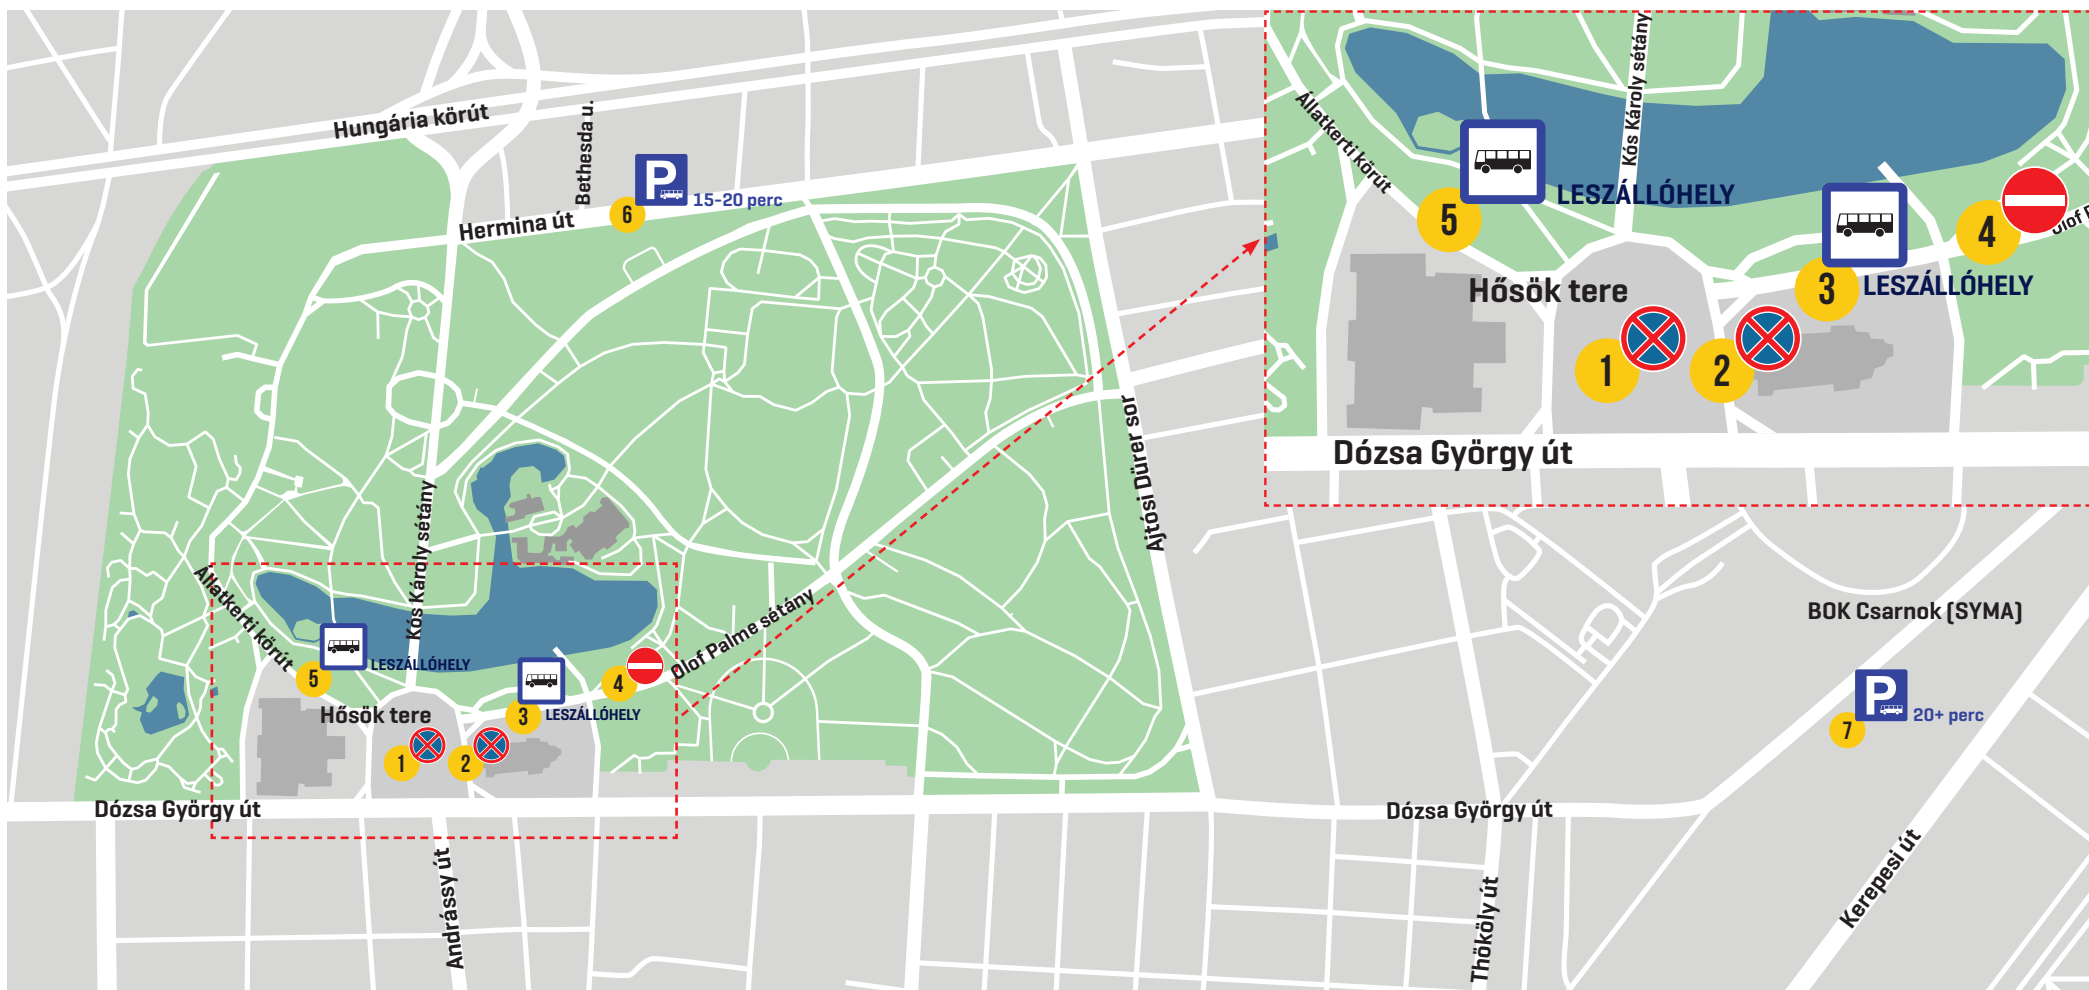 Hungária körút
Bethesda u.
P
15-20 perc
6
Hermina út
Ajtósi Dürer sor
Kós Károly sétány
Állatkerti körút
LESZÁLLÓHELY
5
Olof Palme sétány
4
3
LESZÁLLÓHELY
Hősök tere
1
2
Dózsa György út
Andrássy út
Kós Károly sétány
Állatkerti körút
LESZÁLLÓHELY
5
4
Olof P
3
LESZÁLLÓHELY
Hősök tere
1
2
Dózsa György út
BOK Csarnok (SYMA)
P
20+ perc
7
Dózsa György út
Thököly út
Kerepesi út